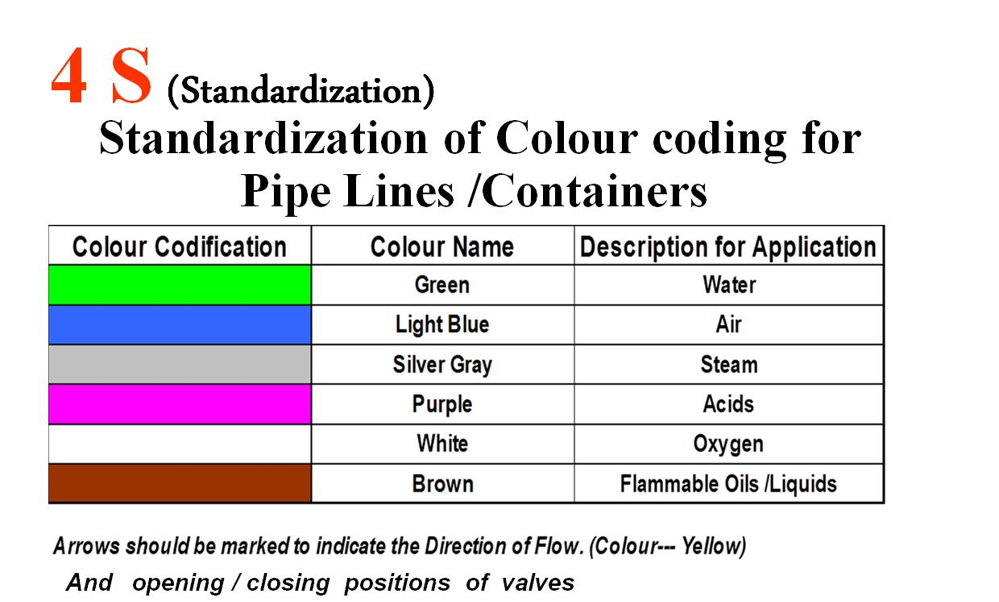 4 S (Standardization)
Standardization of Colour coding for
Pipe Lines /Containers
Colour Codification Colour Name Description for Application
Green Water
Light Blue Air
Silver Gray Steam
Purple Acids
White Oxygen
Brown Flammable Oils /Liquids
Arrows should be marked to indicate the Direction of Flow. (Colour--- Yellow)
And opening / closing positions of valves